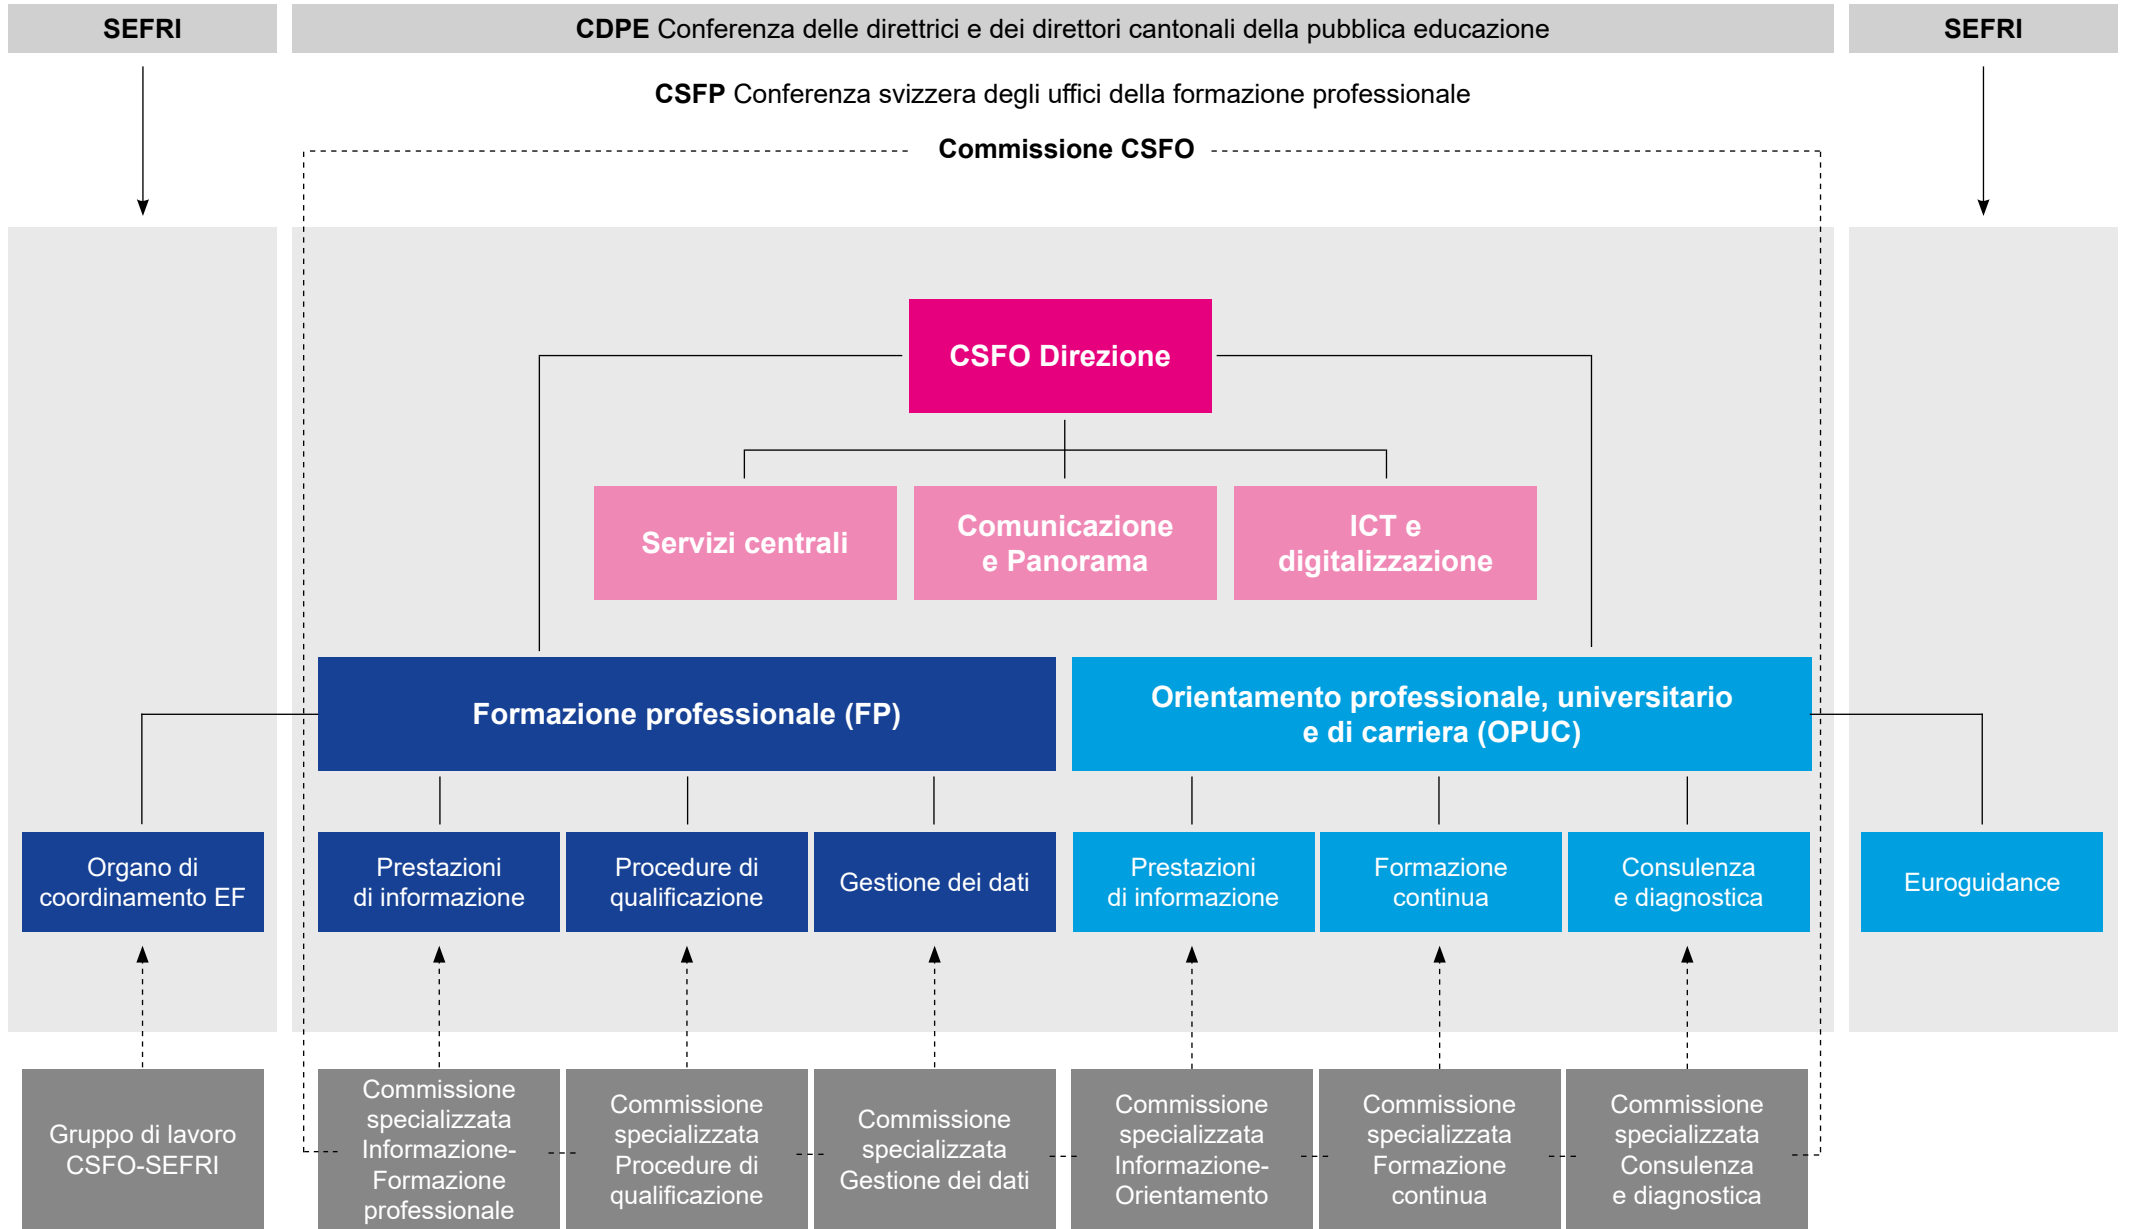 SEFRI
CDPE Conferenza delle direttrici e dei direttori cantonali della pubblica educazione
SEFRI
CSFP Conferenza svizzera degli uffici della formazione professionale
Commissione CSFO
CSFO Direzione
Servizi centrali
Comunicazione
e Panorama
ICT e
digitalizzazione
Formazione professionale (FP)
Orientamento professionale, universitario
e di carriera (OPUC)
Organo di
coordinamento EF
Prestazioni
di informazione
Procedure di
qualificazione
Gestione dei dati
Prestazioni
di informazione
Formazione
continua
Consulenza
e diagnostica
Euroguidance
Gruppo di lavoro
CSFO-SEFRI
Commissione
specializzata
Informazione-
Formazione
professionale
Commissione
specializzata
Procedure di
qualificazione
Commissione
specializzata
Gestione dei dati
Commissione
specializzata
Informazione-
Orientamento
Commissione
specializzata
Formazione
continua
Commissione
specializzata
Consulenza
e diagnostica